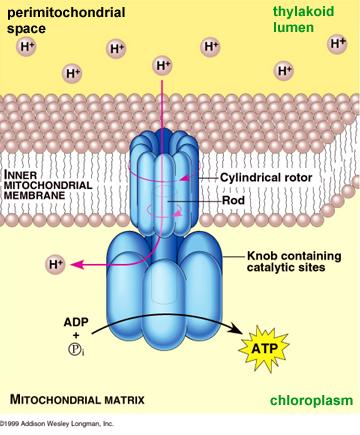 perimitochondrial
space
thylakoid
lumen
H+
H+
H+
H+
H+
H+
H+
INNER
MITOCHONDRIAL
MEMBRANE
Cylindrical rotor
Rod
Knob containing
catalytic sites
H+
ADP
+
Pi
ATP
MITOCHONDRIAL MATRIX
chloroplasm
©1999 Addison Wesley Longman, Inc.